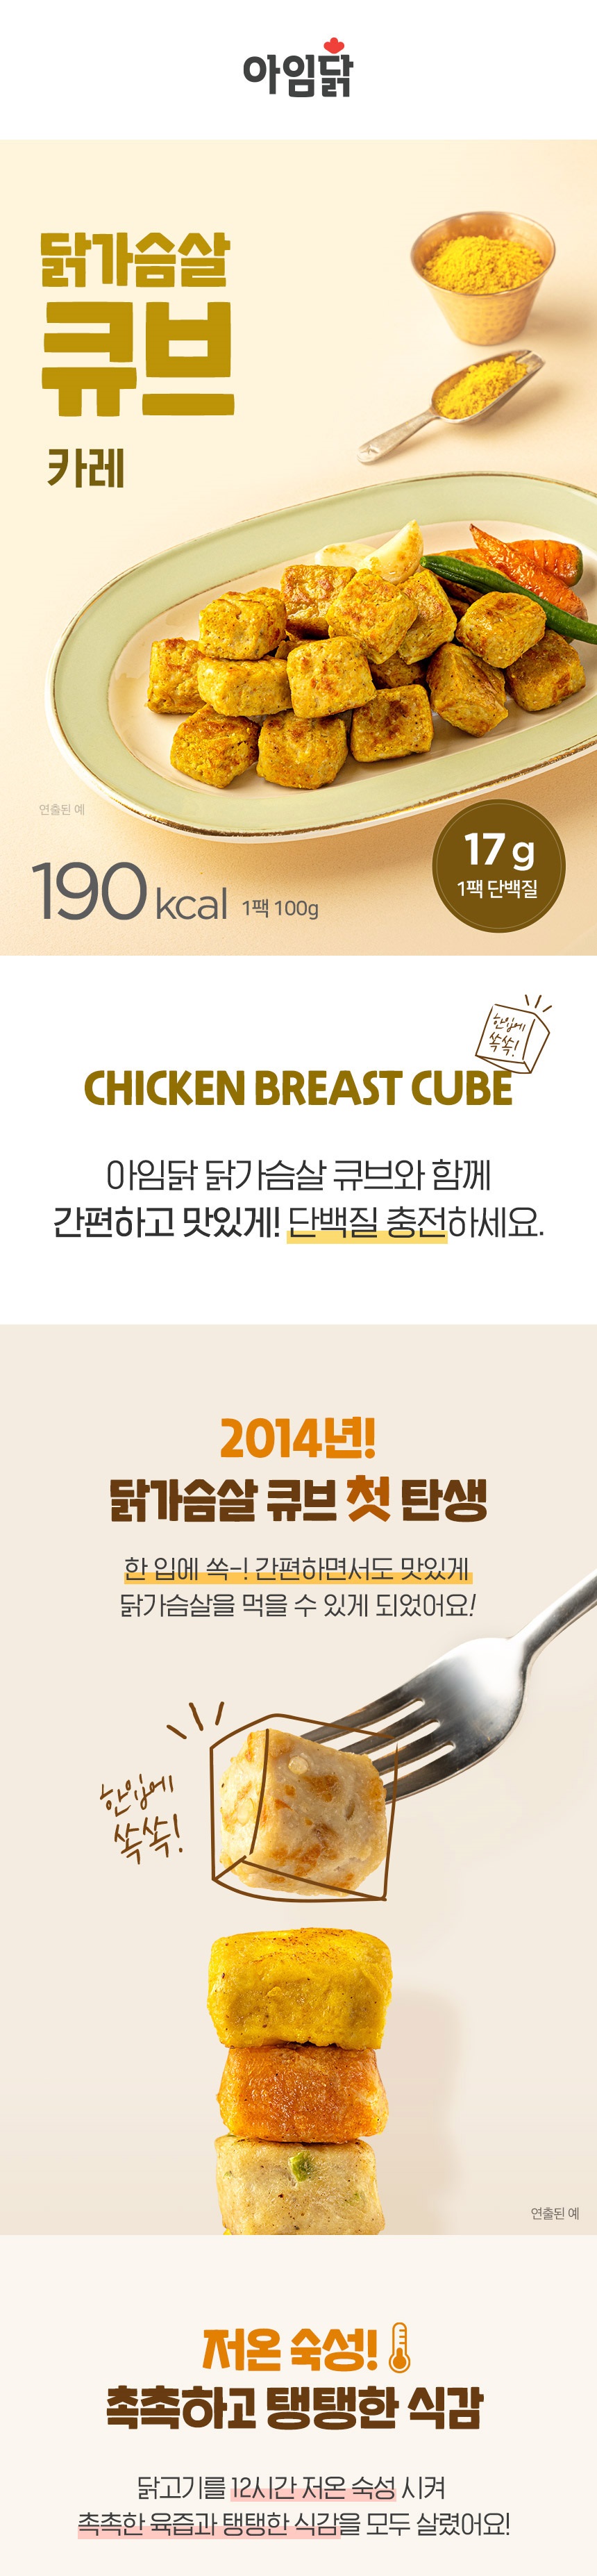 아임닭
닭가슴살
큐브
카레
연출된 예
190 kcal 1팩 100g
17 g
1팩 단백질
한입에
쏙쏙!
CHICKEN BREAST CUBE
아임닭 닭가슴살 큐브와 함께
간편하고 맛있게! 단백질 충전하세요.
2014년!
닭가슴살 큐브 첫 탄생
한 입에 쏙-! 간편하면서도 맛있게
닭가슴살을 먹을 수 있게 되었어요!
한입에
쏙쏙!
연출된 예
저온 숙성!
촉촉하고 탱탱한 식감
닭고기를 12시간 저온 숙성 시켜
촉촉한 육즙과 탱탱한 식감을 모두 살렸어요!